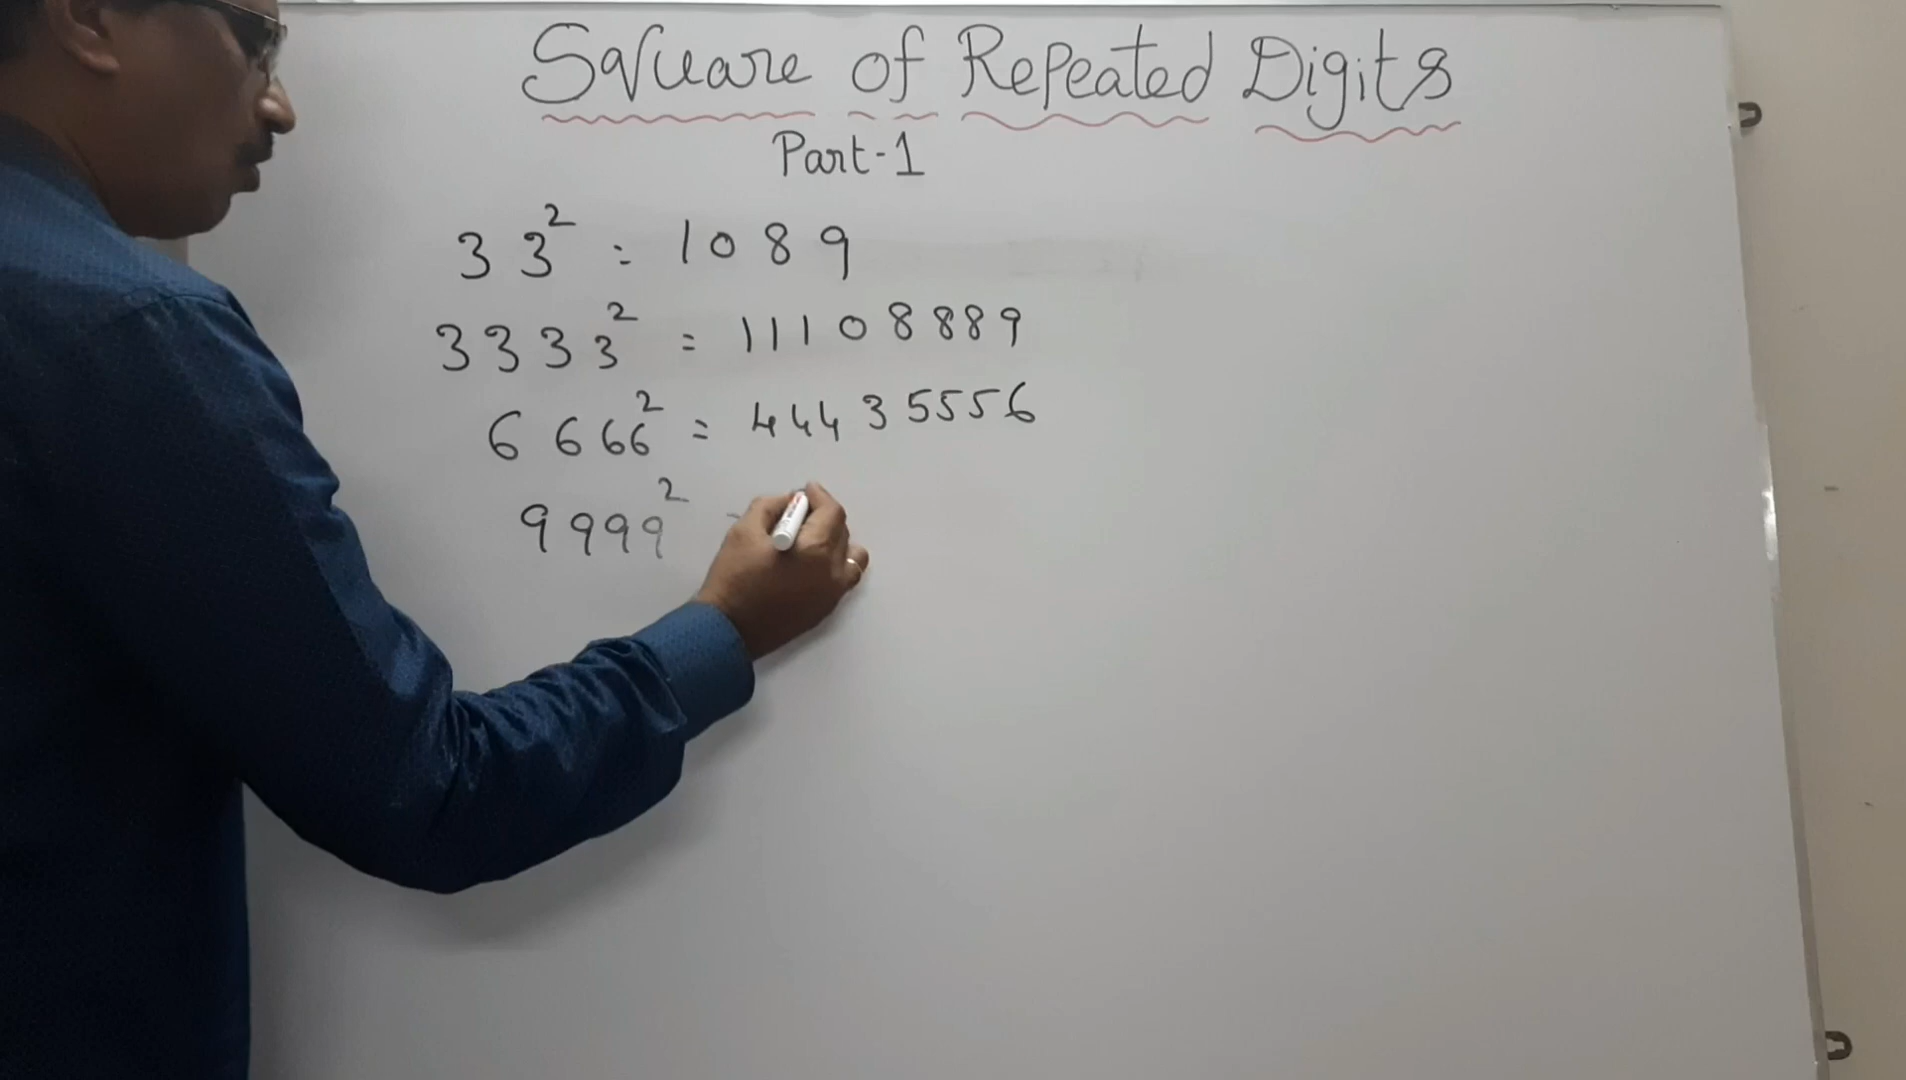 Square of Repeated Digits
Part-1
33² = 1089
3333² = 11108889
6666² = 44435556
9999²